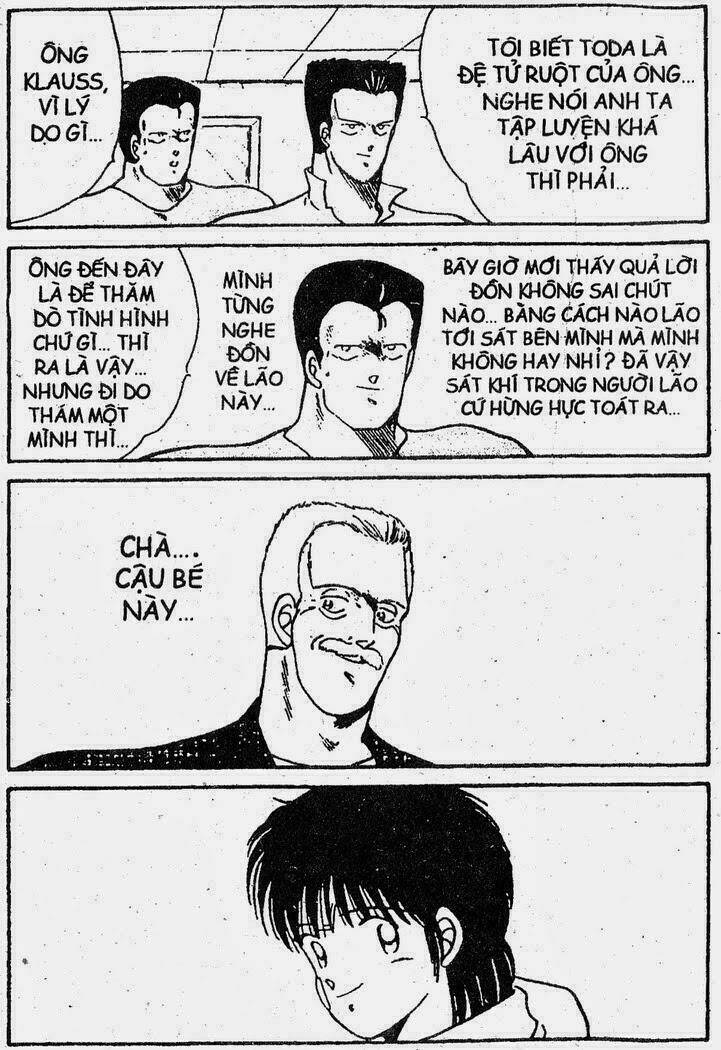 ÔNG
KLAUSS,
VÌ LÝ
DO GÌ...
TÔI BIẾT TODA LÀ
ĐỆ TỬ RUỘT CỦA ÔNG...
NGHE NÓI ANH TA
TẬP LUYỆN KHÁ
LÂU VỚI ÔNG
THÌ PHẢI...
ÔNG ĐẾN ĐÂY
LÀ ĐỂ THĂM
DÒ TÌNH HÌNH
CHỨ GÌ... THÌ
RA LÀ VẬY...
NHƯNG ĐI DO
THÁM MỘT
MÌNH THÌ...
MÌNH
TỪNG
NGHE
ĐỒN
VỀ LÃO
NÀY...
BÂY GIỜ MỚI THẤY QUẢ LỜI
ĐỒN KHÔNG SAI CHÚT
NÀO... BẰNG CÁCH NÀO LÃO
TỚI SÁT BÊN MÌNH MÀ MÌNH
KHÔNG HAY NHỈ? ĐÃ VẬY
SÁT KHÍ TRONG NGƯỜI LÃO
CỨ HỪNG HỰC TOÁT RA...
CHÀ....
CẬU BÉ
NÀY...